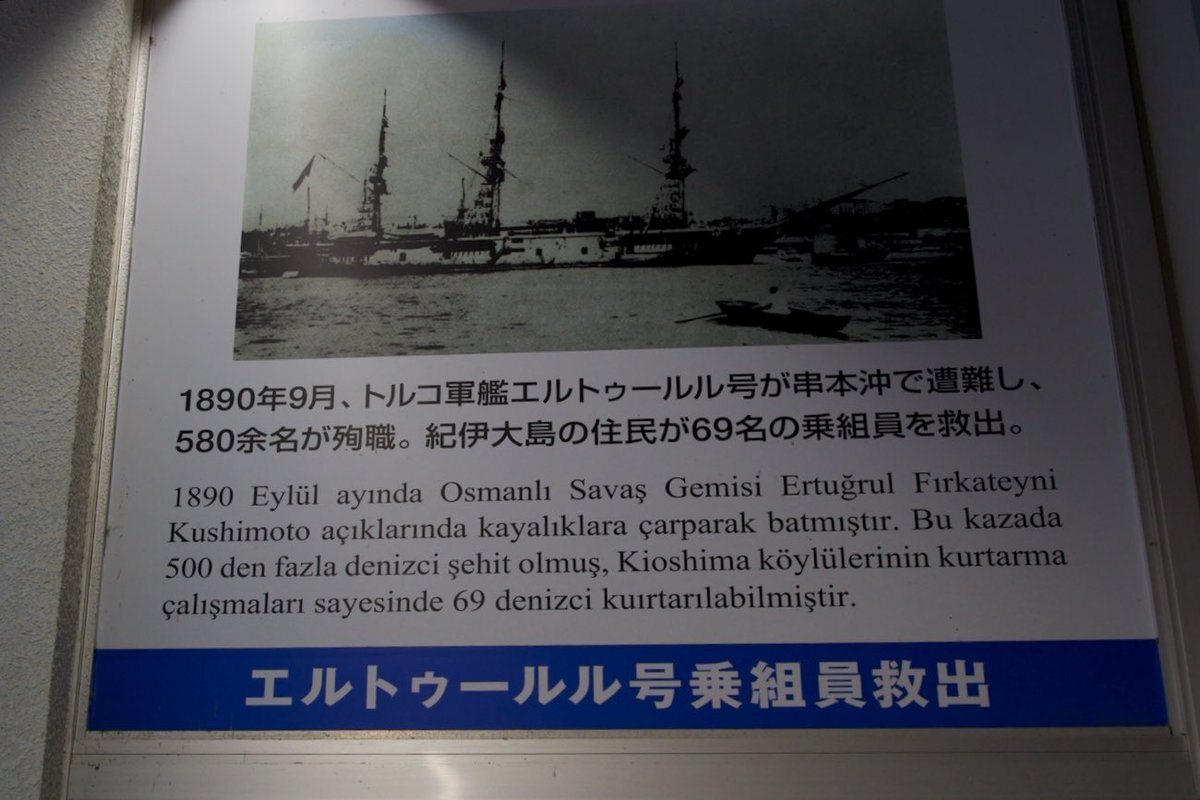 1890年9月、トルコ軍艦エルトゥールル号が串本沖で遭難し、
580余名が殉職。紀伊大島の住民が69名の乗組員を救出。
1890 Eylül ayında Osmanlı Savaş Gemisi Ertuğrul Fırkateyni
Kushimoto açıklarında kayalıklara çarparak batmıştır. Bu kazada
500 den fazla denizci şehit olmuş, Kioshima köylülerinin kurtarma
çalışmaları sayesinde 69 denizci kuırtarılabilmiştir.
エルトゥールル号乗組員救出